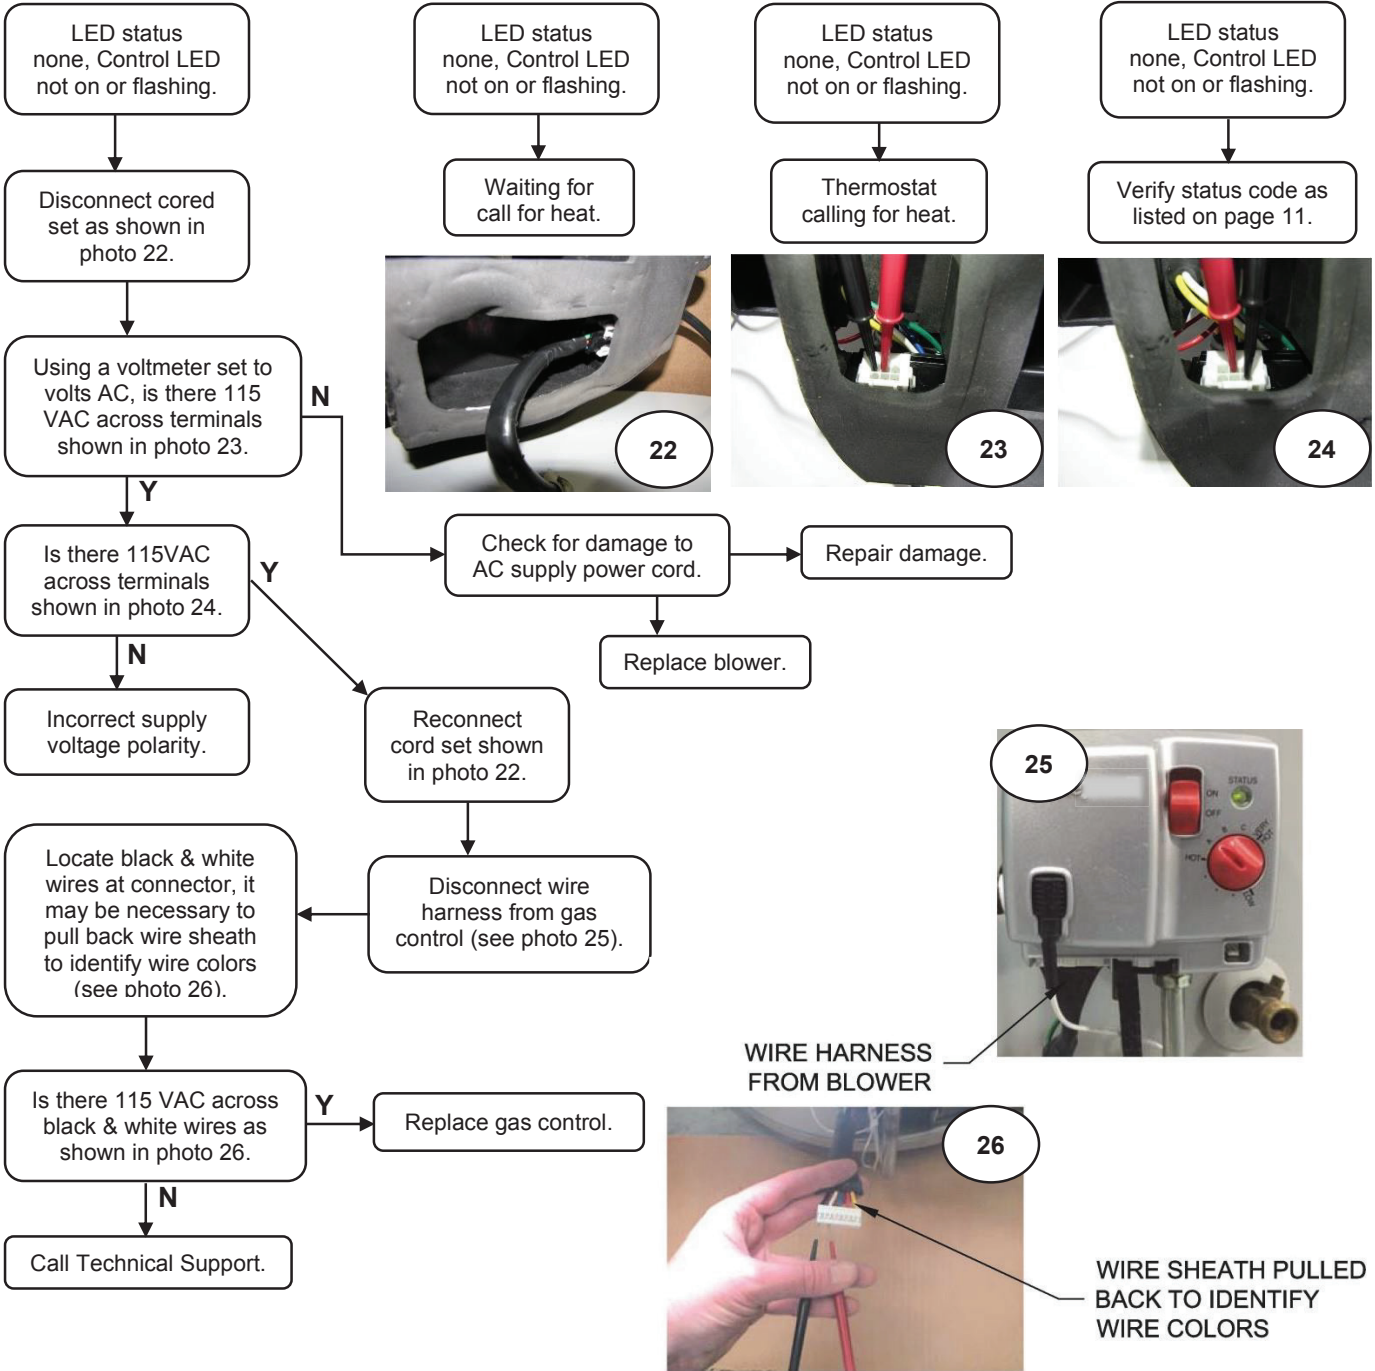 LED status
none, Control LED
not on or flashing.
LED status
none, Control LED
not on or flashing.
LED status
none, Control LED
not on or flashing.
LED status
none, Control LED
not on or flashing.
Disconnect cored
set as shown in
photo 22.
Waiting for
call for heat.
Thermostat
calling for heat.
Verify status code as
listed on page 11.
Using a voltmeter set to
volts AC, is there 115
VAC across terminals
shown in photo 23.
N
Y
22
23
24
Is there 115VAC
across terminals
shown in photo 24.
Y
N
Check for damage to
AC supply power cord.
Repair damage.
Replace blower.
Incorrect supply
voltage polarity.
Reconnect
cord set shown
in photo 22.
25
STATUS
ON
OFF
HOT
A
B
C
VERY
HOT
LOW
Locate black & white
wires at connector, it
may be necessary to
pull back wire sheath
to identify wire colors
(see photo 26).
Disconnect wire
harness from gas
control (see photo 25).
WIRE HARNESS
FROM BLOWER
Is there 115 VAC across
black & white wires as
shown in photo 26.
Y
N
Replace gas control.
26
Call Technical Support.
WIRE SHEATH PULLED
BACK TO IDENTIFY
WIRE COLORS